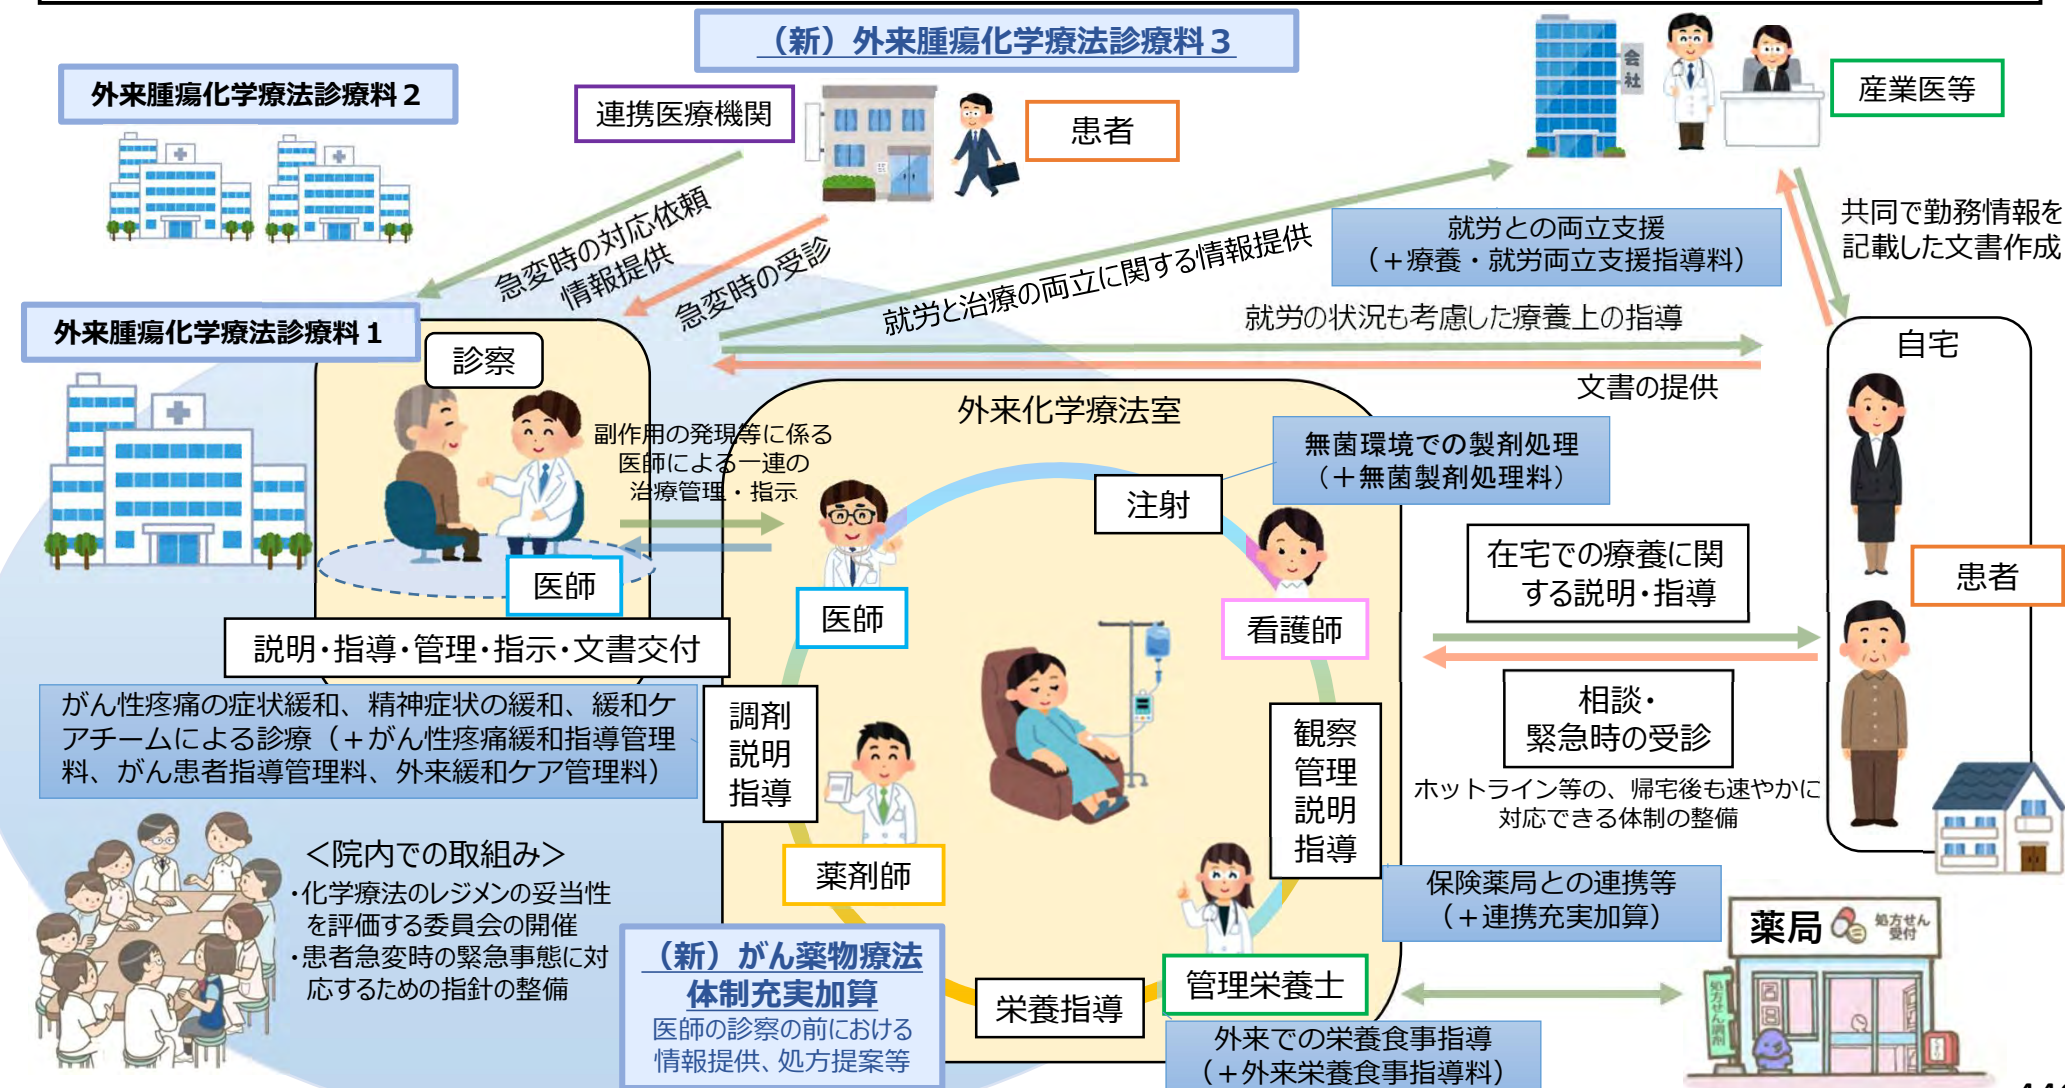 （新）外来腫瘍化学療法診療料３
外来腫瘍化学療法診療料２
連携医療機関
患者
会社
産業医等
急変時の対応依頼
情報提供
急変時の受診
就労と治療の両立に関する情報提供
就労との両立支援
（＋療養・就労両立支援指導料）
共同で勤務情報を
記載した文書作成
外来腫瘍化学療法診療料１
就労の状況も考慮した療養上の指導
文書の提供
自宅
診察
外来化学療法室
副作用の発現等に係る
医師による一連の
治療管理・指示
無菌環境での製剤処理
（＋無菌製剤処理料）
注射
医師
医師
看護師
在宅での療養に関
する説明・指導
患者
説明・指導・管理・指示・文書交付
がん性疼痛の症状緩和、精神症状の緩和、緩和ケ
アチームによる診療（＋がん性疼痛緩和指導管理
料、がん患者指導管理料、外来緩和ケア管理料）
調剤
説明
指導
観察
管理
説明
指導
相談・
緊急時の受診
ホットライン等の、帰宅後も速やかに
対応できる体制の整備
＜院内での取組み＞
・化学療法のレジメンの妥当性
を評価する委員会の開催
・患者急変時の緊急事態に対
応するための指針の整備
薬剤師
保険薬局との連携等
（＋連携充実加算）
薬局
処方せん
受付
処方せん調剤
（新）がん薬物療法
体制充実加算
医師の診察の前における
情報提供、処方提案等
栄養指導
管理栄養士
外来での栄養食事指導
（＋外来栄養食事指導料）